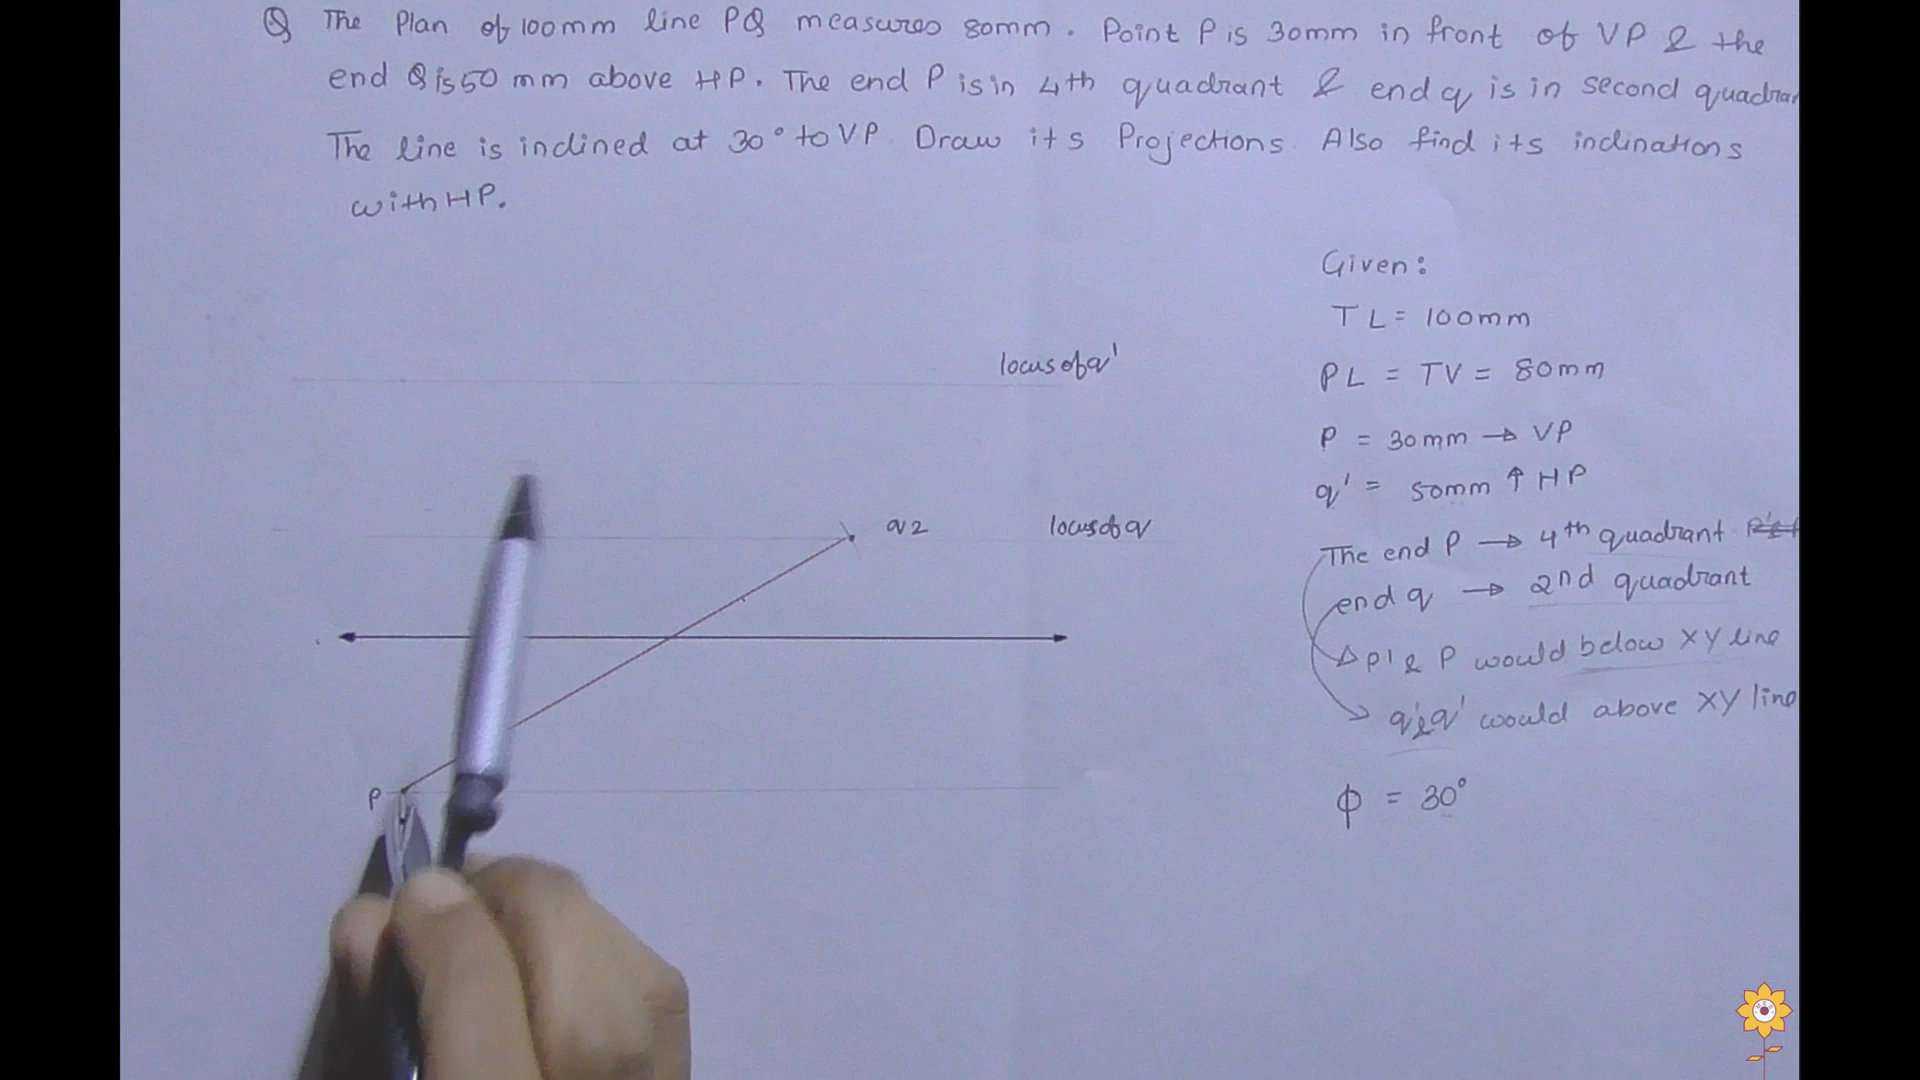 Q The Plan of 100mm line PQ measures 80mm. Point P is 30mm in front of VP & the
end Q is 50 mm above HP. The end P is in 4th quadrant & end q is in second quadran
The line is inclined at 30° to VP. Draw its Projections. Also find its inclinations
with HP.
Given:
TL = 100mm
PL = TV = 80mm
P = 30mm → VP
q' = 50mm ↑ HP
The end P → 4th quadrant
end q → 2nd quadrant
p' & P would below XY line
q & q' would above XY line
φ = 30°
locus of q'
q2 locus of q
P